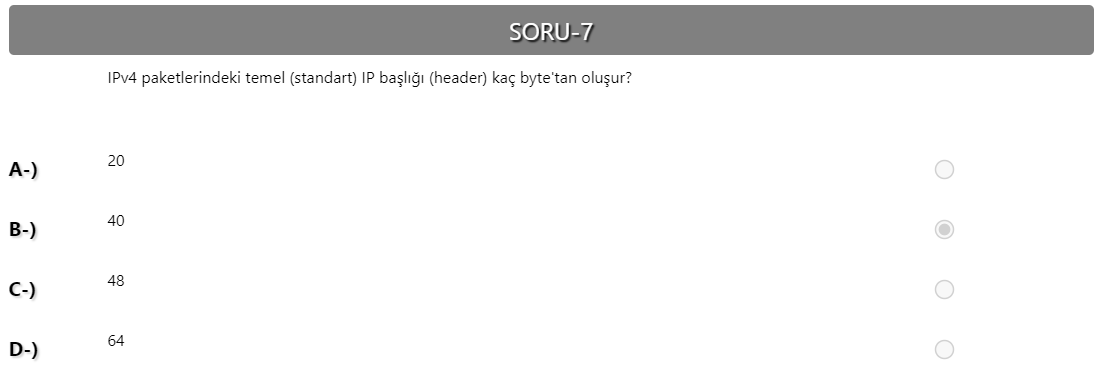 SORU-7
IPv4 paketlerindeki temel (standart) IP başlığı (header) kaç byte'tan oluşur?
A-) 20
B-) 40
C-) 48
D-) 64